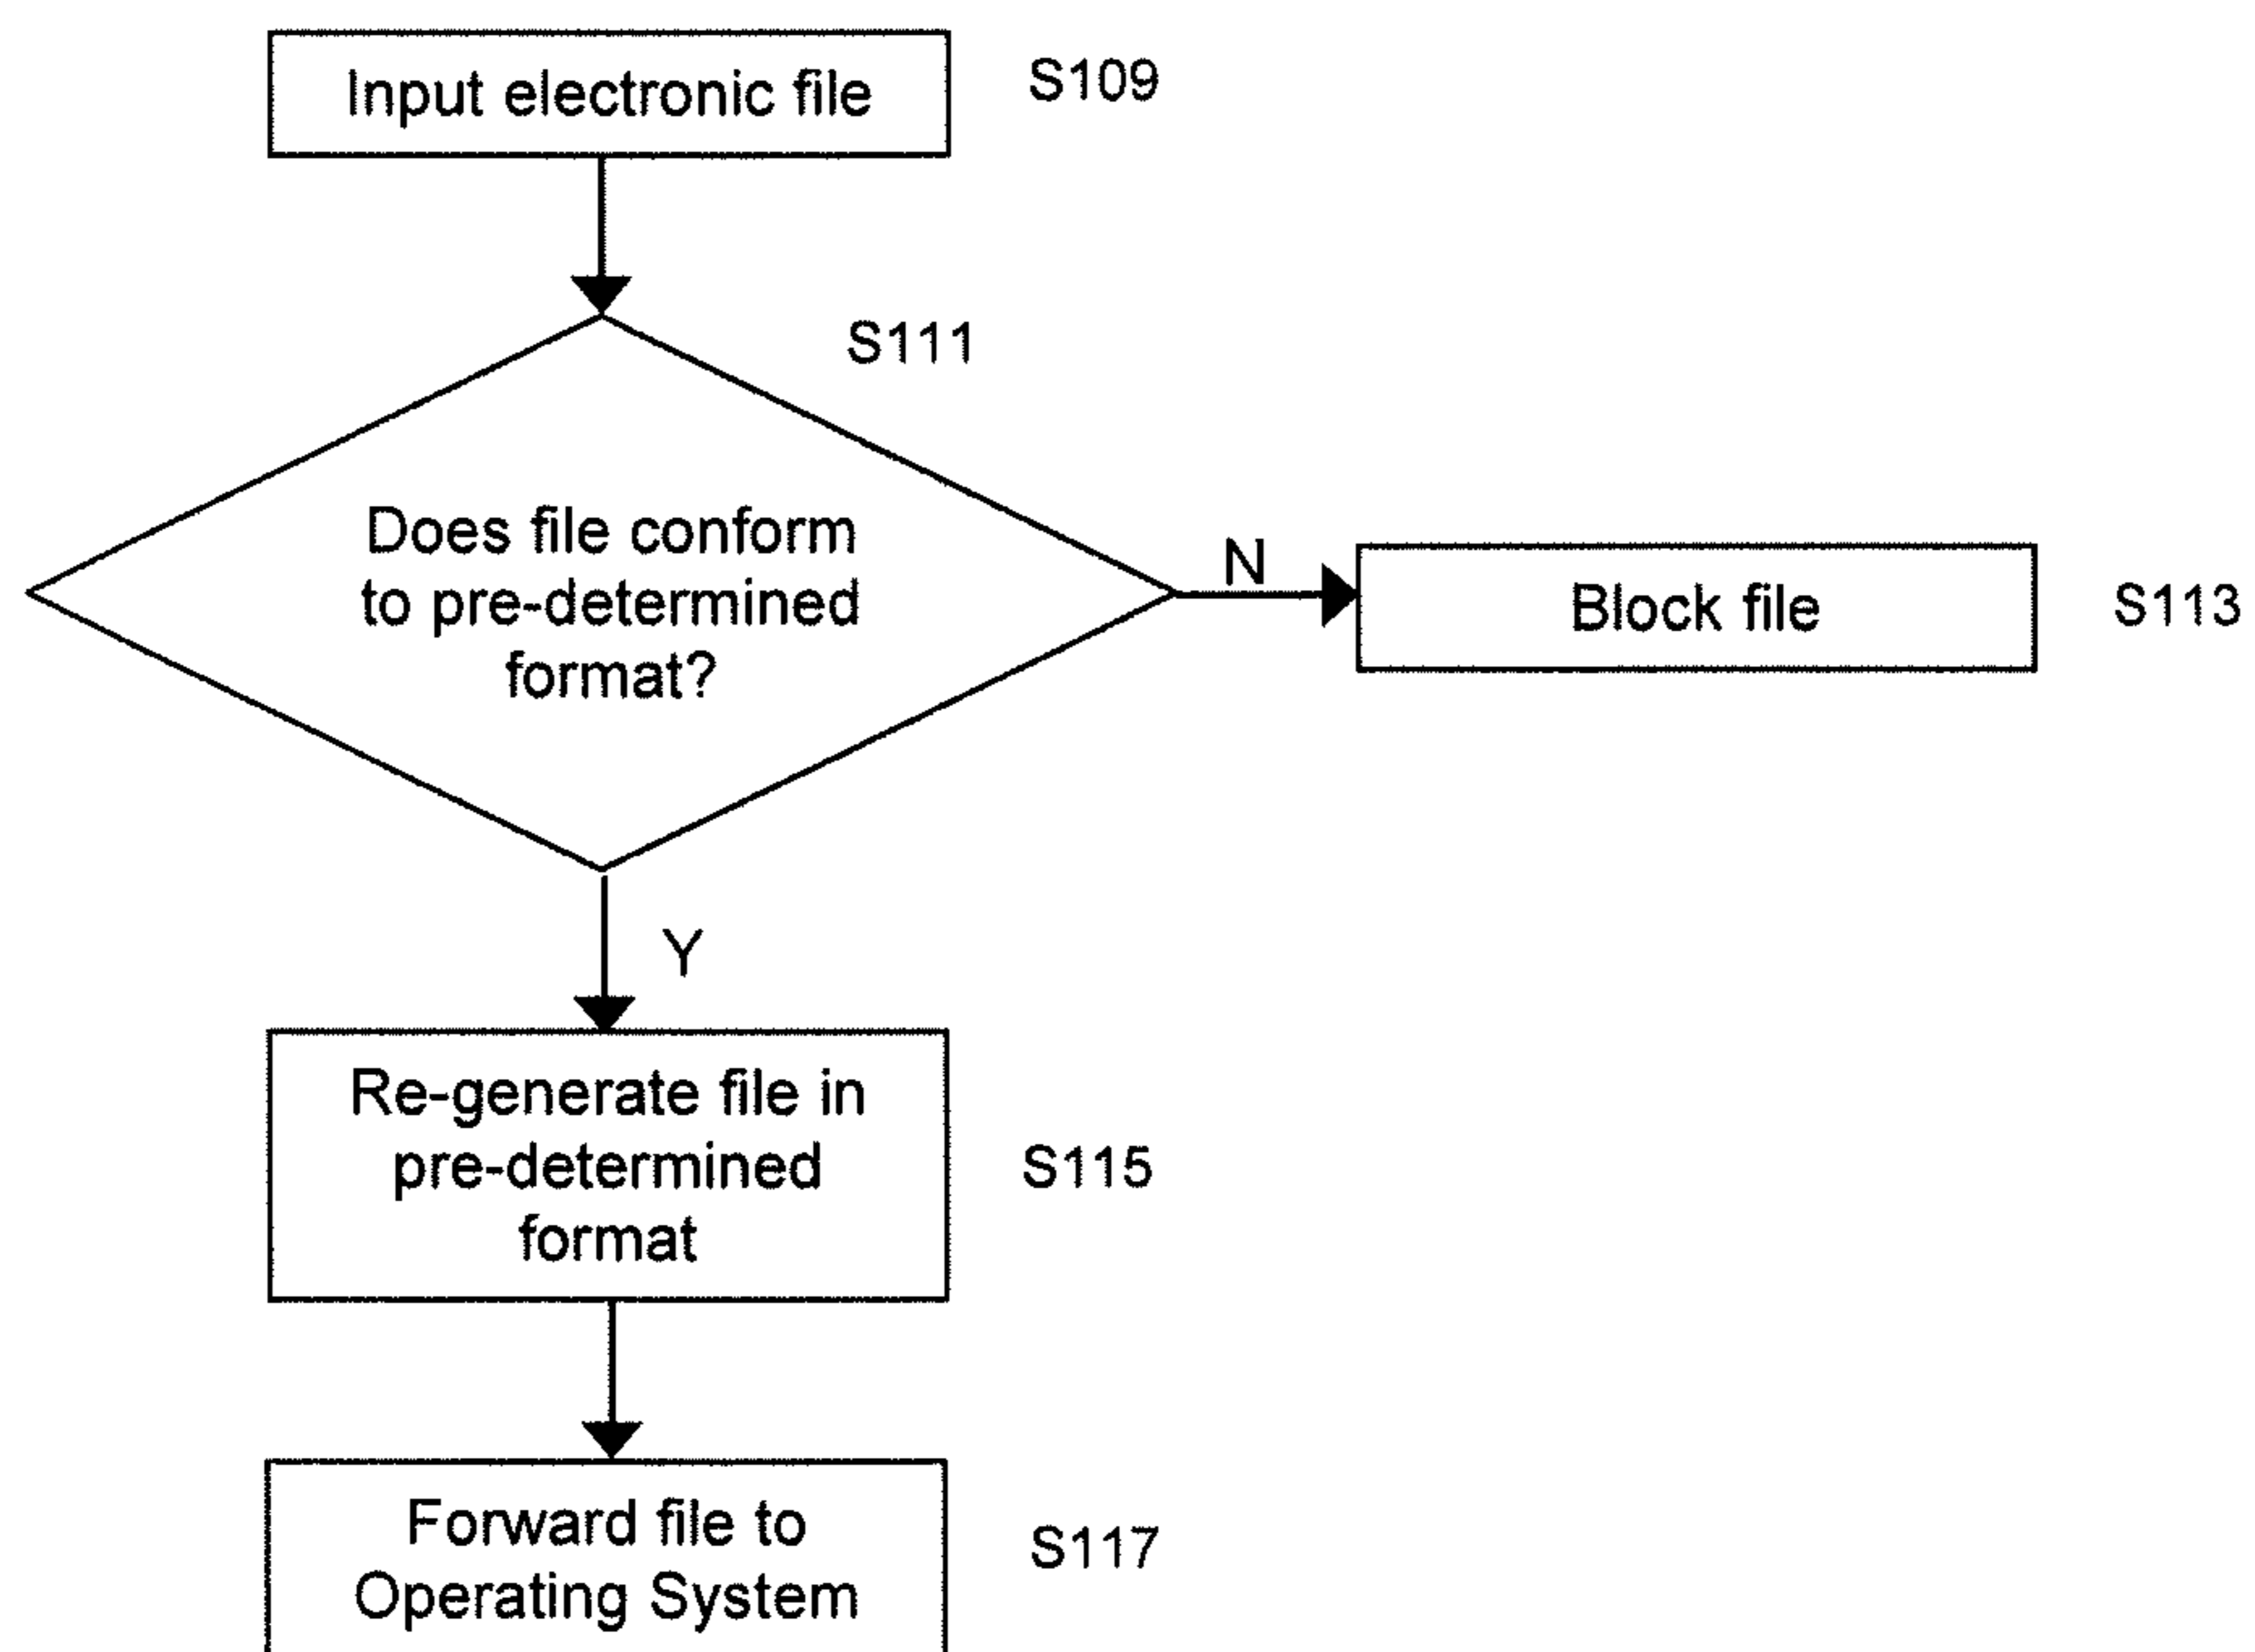 Input electronic file
S109
S111
Does file conform
to pre-determined
format?
N
Block file
S113
Y
Re-generate file in
pre-determined
format
S115
Forward file to
Operating System
S117